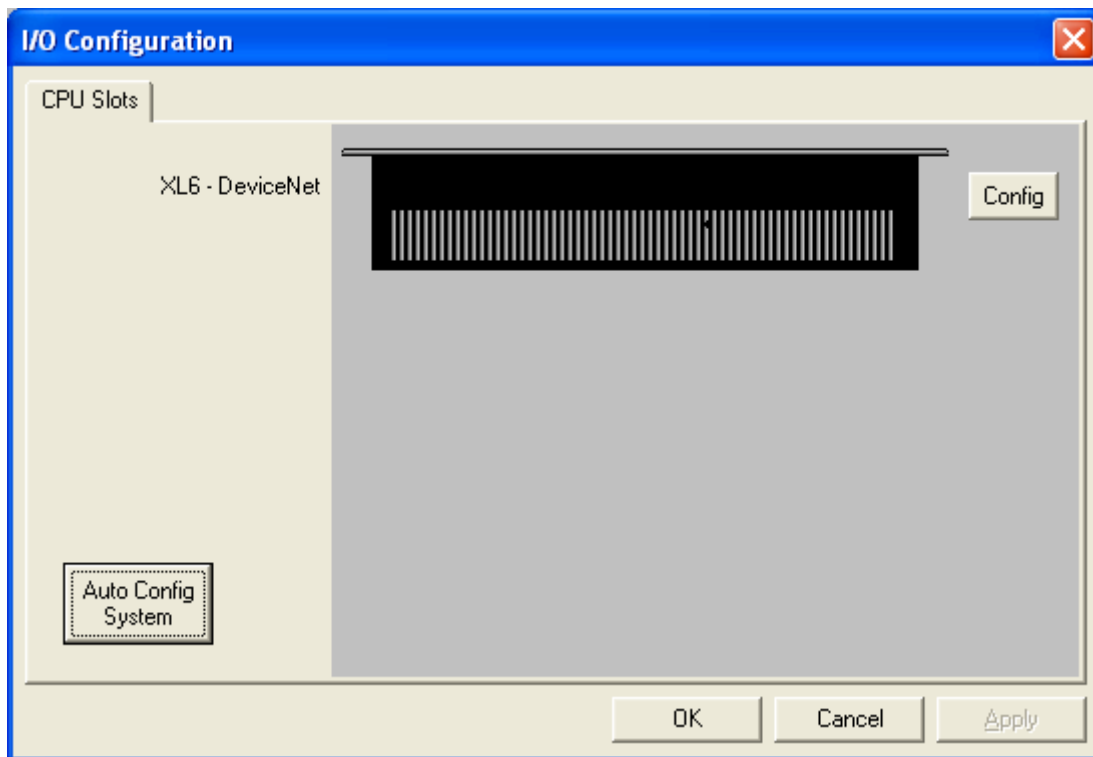 I/O Configuration
CPU Slots
XL6 - DeviceNet
Config
Auto Config
System
OK
Cancel
Apply